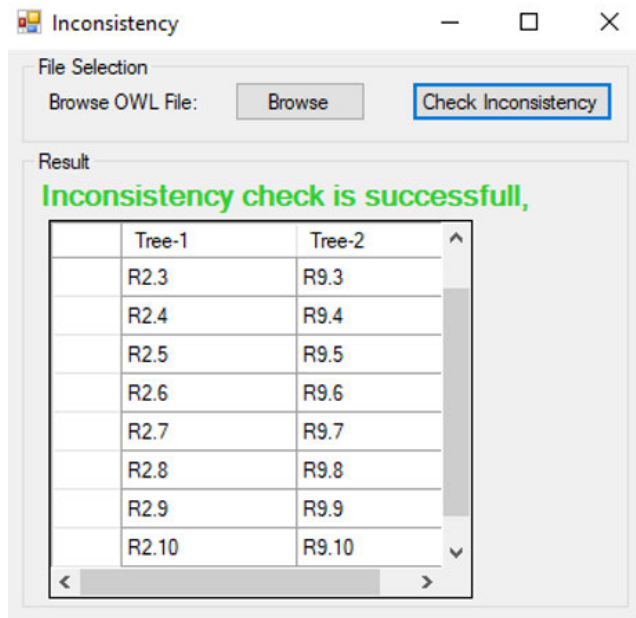 Inconsistency
File Selection
Browse OWL File: Browse Check Inconsistency
Result
Inconsistency check is successfull,
Tree-1 Tree-2
R2.3 R9.3
R2.4 R9.4
R2.5 R9.5
R2.6 R9.6
R2.7 R9.7
R2.8 R9.8
R2.9 R9.9
R2.10 R9.10